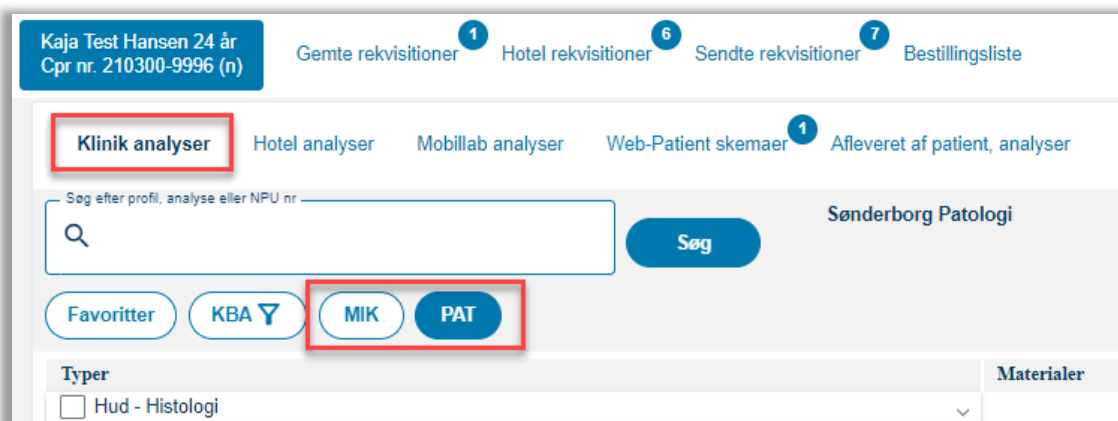 Kaja Test Hansen 24 år
Cpr nr. 210300-9996 (n)
Gemte rekvisitioner 1 Hotel rekvisitioner 6 Sendte rekvisitioner 7 Bestillingsliste
Klinik analyser Hotel analyser Mobillab analyser Web-Patient skemaer 1 Afleveret af patient, analyser
Søg efter profil, analyse eller NPU nr
Søg
Sønderborg Patologi
Favoritter KBA MIK PAT
Typer Materialer
Hud - Histologi